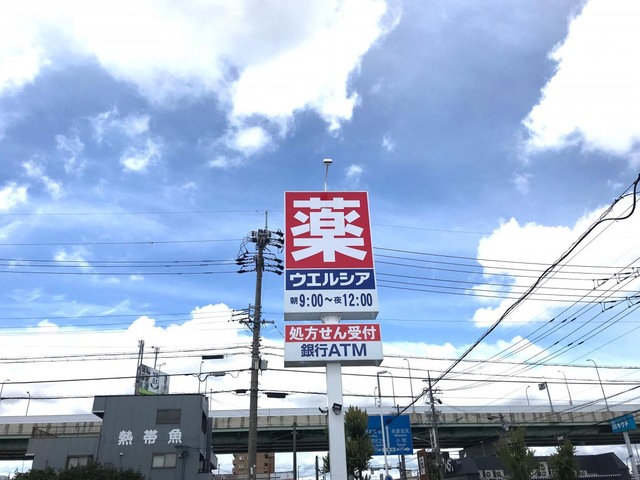 薬
ウエルシア
朝9:00〜夜12:00
処方せん受付
銀行ATM
熱帯魚